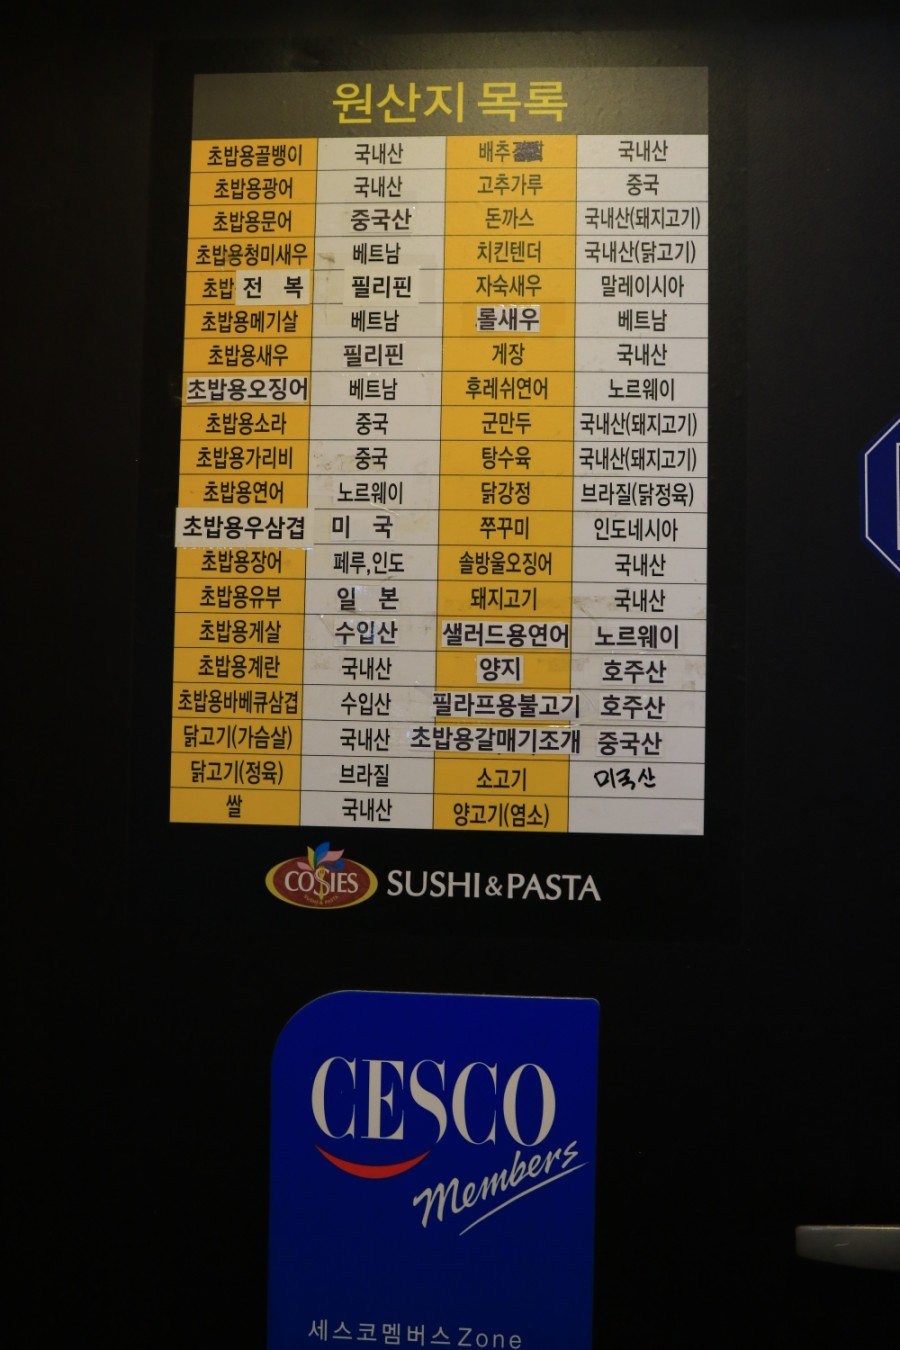 원산지 목록
초밥용골뱅이 국내산 배추 국내산
초밥용광어 국내산 고추가루 중국
초밥용문어 중국산 돈까스 국내산(돼지고기)
초밥용청미새우 베트남 치킨텐더 국내산(닭고기)
초밥 전 복 필리핀 자숙새우 말레이시아
초밥용메기살 베트남 롤새우 베트남
초밥용새우 필리핀 게장 국내산
초밥용오징어 베트남 후레쉬연어 노르웨이
초밥용소라 중국 군만두 국내산(돼지고기)
초밥용가리비 중국 탕수육 국내산(돼지고기)
초밥용연어 노르웨이 닭강정 브라질(닭정육)
초밥용우삼겹 미 국 쭈꾸미 인도네시아
초밥용장어 페루,인도 솔방울오징어 국내산
초밥용유부 일 본 돼지고기 국내산
초밥용게살 수입산 샐러드용연어 노르웨이
초밥용계란 국내산 양지 호주산
초밥용바베큐삼겹 수입산 필라프용불고기 호주산
닭고기(가슴살) 국내산 초밥용갈매기조개 중국산
닭고기(정육) 브라질 소고기 미국산
쌀 국내산 양고기(염소)
COSIES SUSHI&PASTA
CESCO
Members
세스코멤버스 Zone